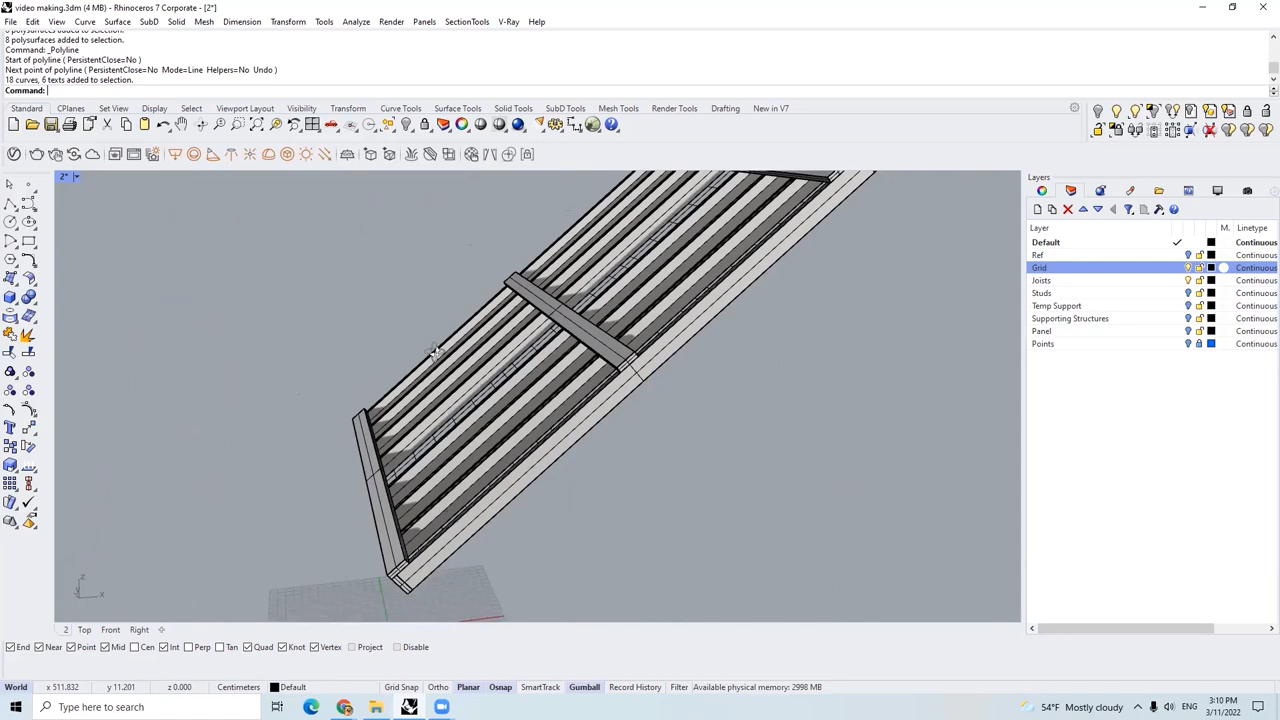 video making.3dm (4 MB) - Rhinoceros 7 Corporate - [2*]
File Edit View Curve Surface SubD Solid Mesh Dimension Transform Tools Analyze Render Panels SectionTools V-Ray Help
8 polysurfaces added to selection.
Command: _Polyline
Start of polyline ( PersistentClose=No )
Next point of polyline ( PersistentClose=No Mode=Line Helpers=No Undo )
18 curves, 6 texts added to selection.
Command:
Standard CPlanes Set View Display Select Viewport Layout Visibility Transform Curve Tools Surface Tools Solid Tools SubD Tools Mesh Tools Render Tools Drafting New in V7
2*
Layers
Layer M. Linetype
Default Continuous
Ref Continuous
Grid Continuous
Joists Continuous
Studs Continuous
Temp Support Continuous
Supporting Structures Continuous
Panel Continuous
Points Continuous
z
x
2 Top Front Right
End Near Point Mid Cen Int Perp Tan Quad Knot Vertex Project Disable
World x 511.832 y 11.201 z 0.000 Centimeters Default Grid Snap Ortho Planar Osnap SmartTrack Gumball Record History Filter Available physical memory: 2998 MB
Type here to search
54°F Mostly cloudy ENG
3:10 PM
3/11/2022